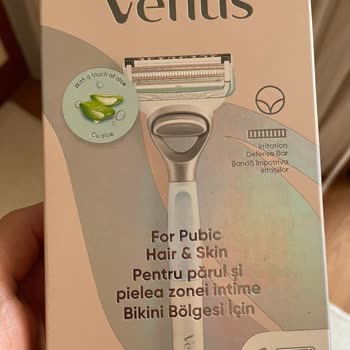 Venus
With a touch of aloe
Cu aloe
Irritation
Defense Bar
Bandă împotriva
iritațiilor
For Pubic
Hair & Skin
Pentru părul și
pielea zonei intime
Bikini Bölgesi İçin
Ven